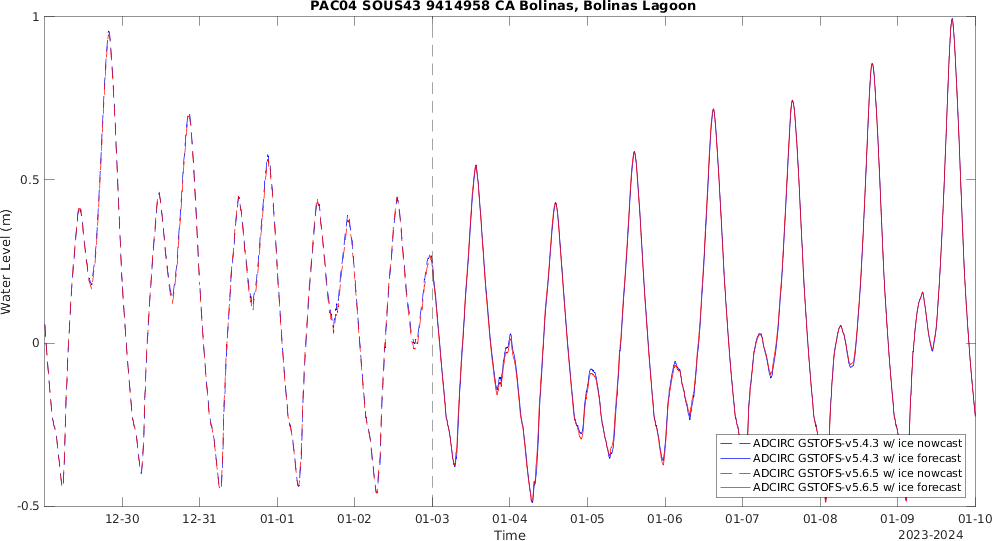 PAC04 SOUS43 9414958 CA Bolinas, Bolinas Lagoon
Water Level (m)
1
0.5
0
-0.5
ADCIRC GSTOFS-v5.4.3 w/ ice nowcast
ADCIRC GSTOFS-v5.4.3 w/ ice forecast
ADCIRC GSTOFS-v5.6.5 w/ ice nowcast
ADCIRC GSTOFS-v5.6.5 w/ ice forecast
12-30 12-31 01-01 01-02 01-03 01-04 01-05 01-06 01-07 01-08 01-09 01-10
Time
2023-2024